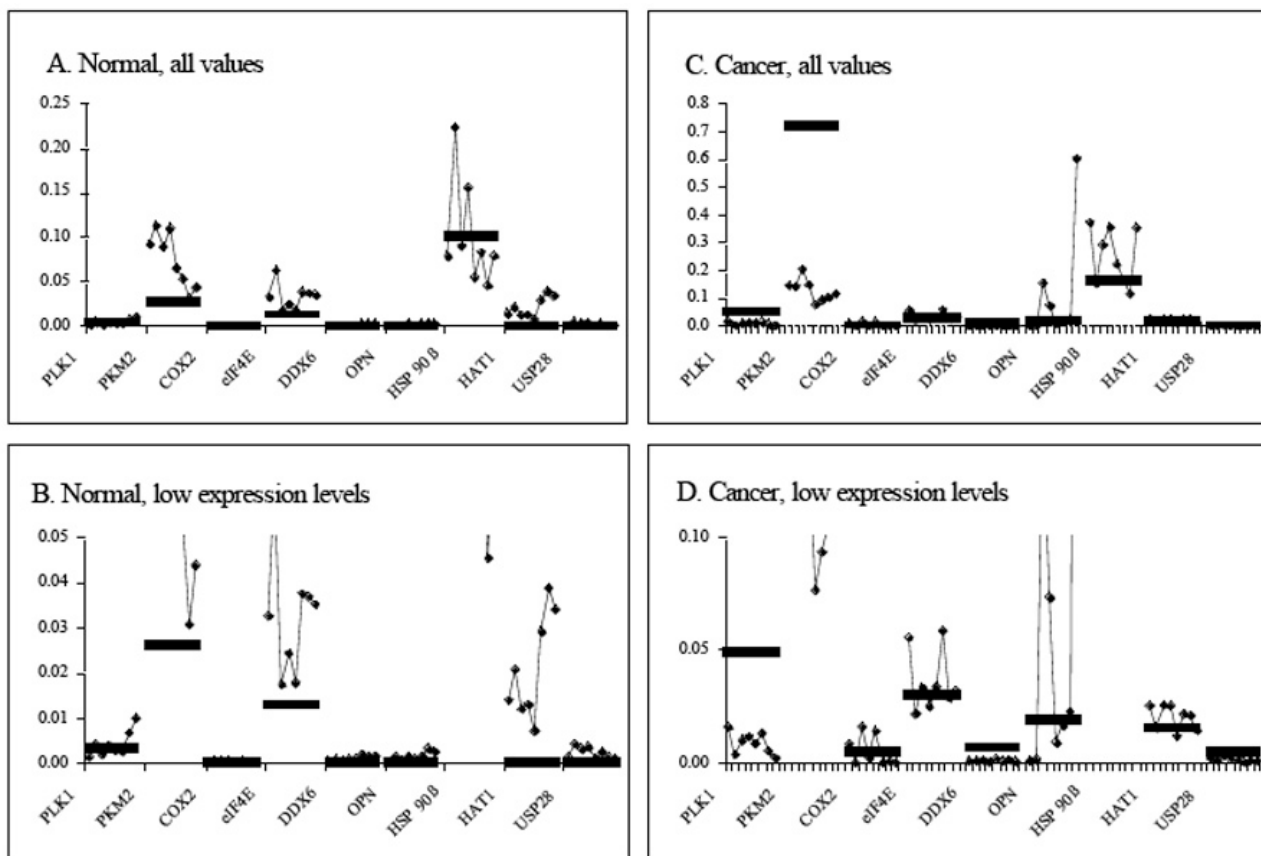 A. Normal, all values
0.25
0.20
0.15
0.10
0.05
0.00
PLK1
PKM2
COX2
eIF4E
DDX6
OPN
HSP 90 ß
HAT1
USP28
C. Cancer, all values
0.8
0.7
0.6
0.5
0.4
0.3
0.2
0.1
0.0
PLK1
PKM2
COX2
eIF4E
DDX6
OPN
HSP 90 ß
HAT1
USP28
B. Normal, low expression levels
0.05
0.04
0.03
0.02
0.01
0.00
PLK1
PKM2
COX2
eIF4E
DDX6
OPN
HSP 90 ß
HAT1
USP28
D. Cancer, low expression levels
0.10
0.05
0.00
PLK1
PKM2
COX2
eIF4E
DDX6
OPN
HSP 90 ß
HAT1
USP28